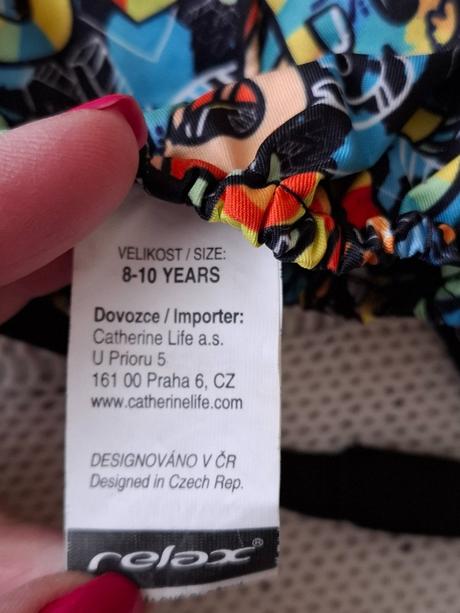 VELIKOST / SIZE:
8-10 YEARS
Dovozce / Importer:
Catherine Life a.s.
U Prioru 5
161 00 Praha 6, CZ
www.catherinelife.com
DESIGNOVÁNO V ČR
Designed in Czech Rep.
relax®